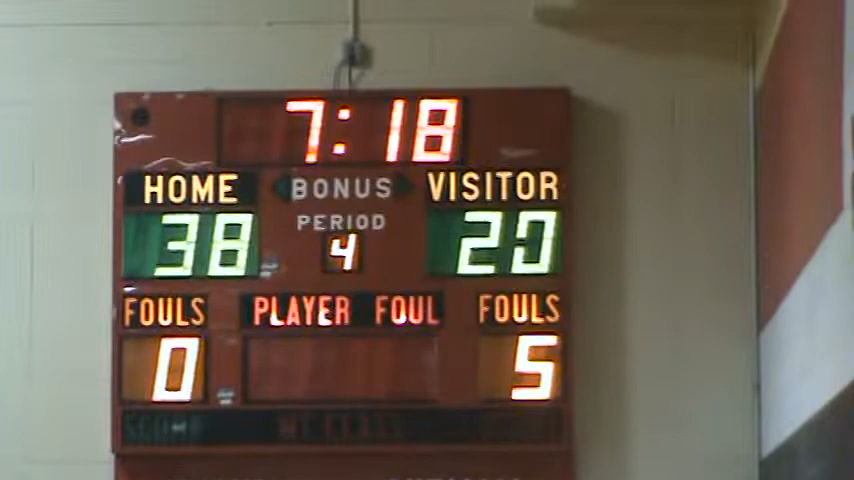 7:18
HOME BONUS VISITOR
PERIOD
38 4 20
FOULS PLAYER FOUL FOULS
0 5